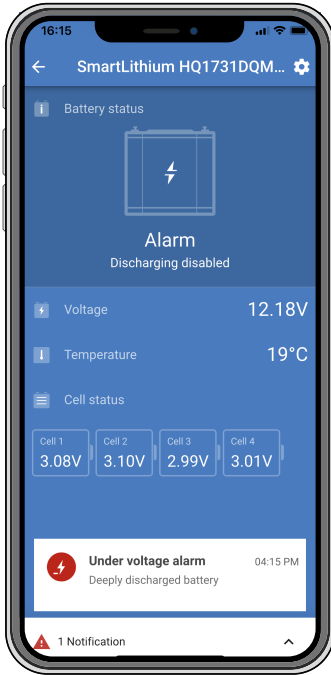 16:15
SmartLithium HQ1731DQM...
Battery status
Alarm
Discharging disabled
Voltage 12.18V
Temperature 19°C
Cell status
Cell 1 Cell 2 Cell 3 Cell 4
3.08V 3.10V 2.99V 3.01V
Under voltage alarm 04:15 PM
Deeply discharged battery
1 Notification